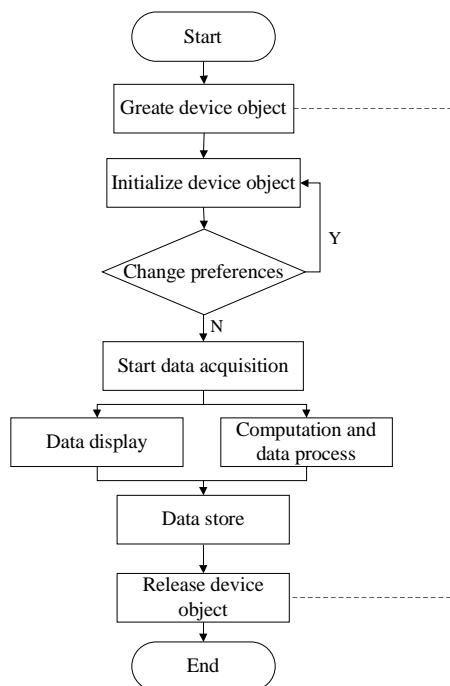 Start
Greate device object
Initialize device object
Y
Change preferences
N
Start data acquisition
Data display
Computation and
data process
Data store
Release device
object
End